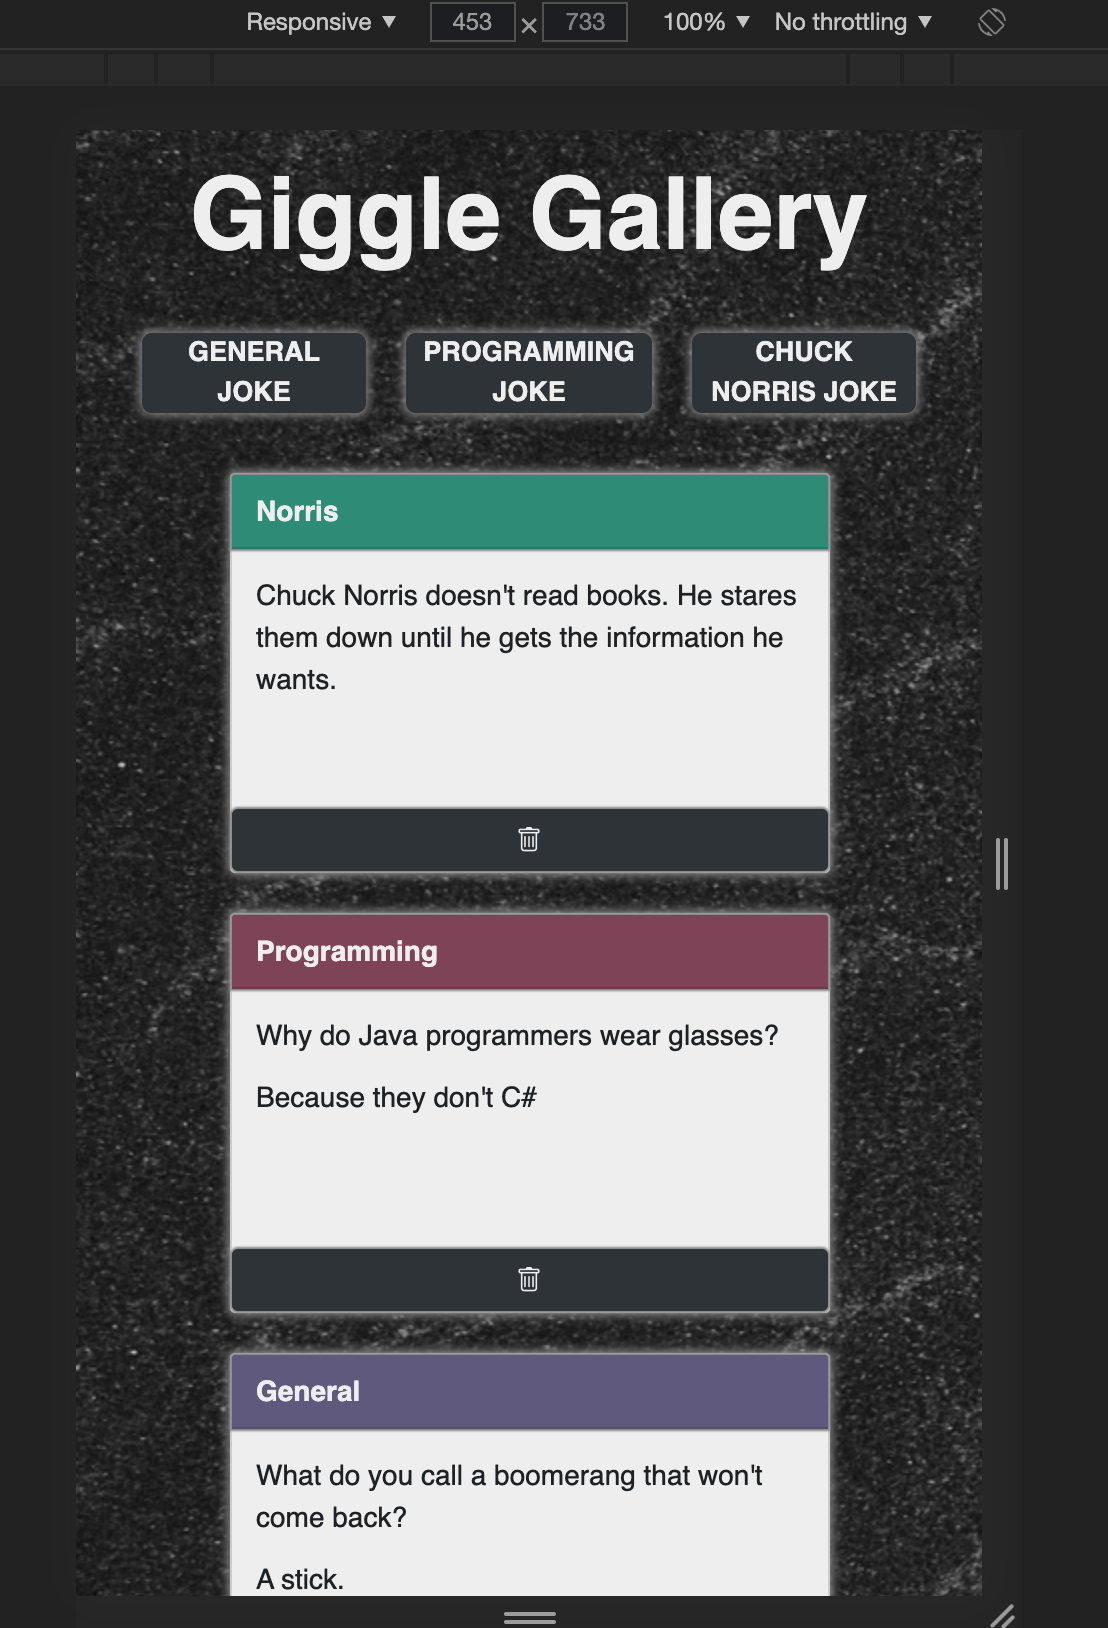 Responsive ▼ 453 × 733 100% ▼ No throttling ▼
Giggle Gallery
GENERAL JOKE
PROGRAMMING JOKE
CHUCK NORRIS JOKE
Norris
Chuck Norris doesn't read books. He stares
them down until he gets the information he
wants.
Programming
Why do Java programmers wear glasses?
Because they don't C#
General
What do you call a boomerang that won't
come back?
A stick.